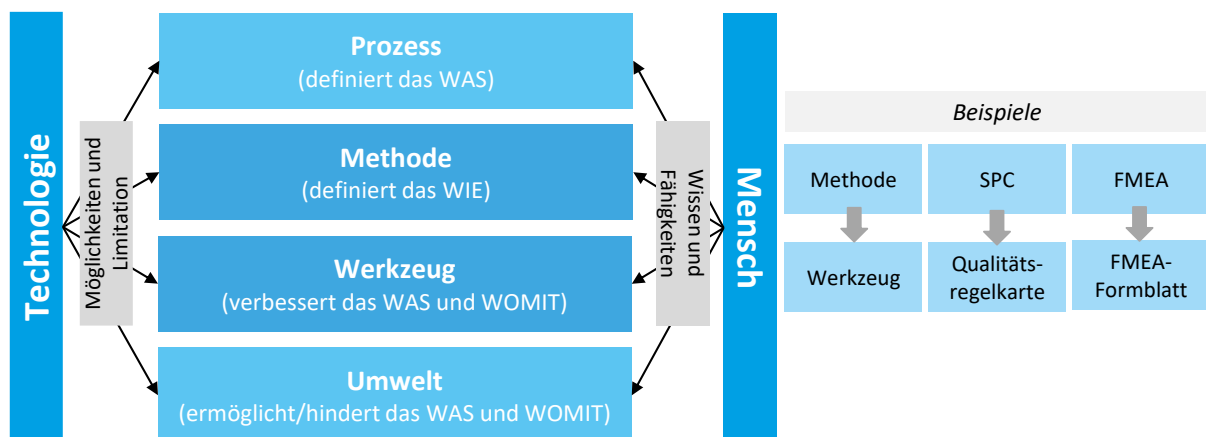 Technologie
Möglichkeiten und
Limitation
Prozess
(definiert das WAS)
Methode
(definiert das WIE)
Werkzeug
(verbessert das WAS und WOMIT)
Umwelt
(ermöglicht/hindert das WAS und WOMIT)
Wissen und
Fähigkeiten
Mensch
Beispiele
Methode
SPC
FMEA
Werkzeug
Qualitäts-
regelkarte
FMEA-
Formblatt